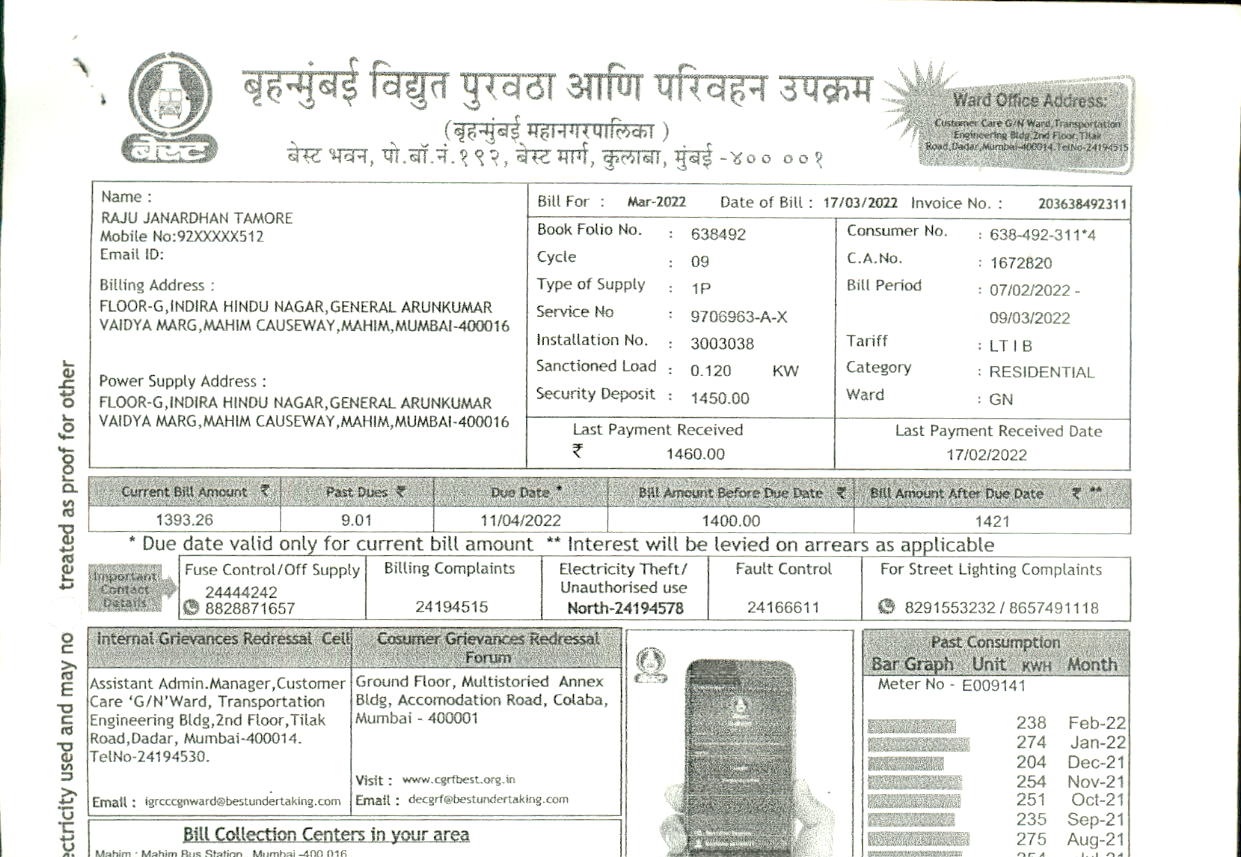 बृहन्मुंबई विद्युत पुरवठा आणि परिवहन उपक्रम
(बृहन्मुंबई महानगरपालिका)
बेस्ट भवन, पो.बॉ.नं.१९२, बेस्ट मार्ग, कुलाबा, मुंबई -४०० ००१
बेस्ट
Ward Office Address:
Customer Care G/N Ward,Transportation
Engineering Bldg,2nd Floor,Tilak
Road,Dadar,Mumbai-400014.TelNo-24194515
Name :
RAJU JANARDHAN TAMORE
Mobile No:92XXXXX512
Email ID:
Billing Address :
FLOOR-G,INDIRA HINDU NAGAR,GENERAL ARUNKUMAR
VAIDYA MARG,MAHIM CAUSEWAY,MAHIM,MUMBAI-400016
Power Supply Address :
FLOOR-G,INDIRA HINDU NAGAR,GENERAL ARUNKUMAR
VAIDYA MARG,MAHIM CAUSEWAY,MAHIM,MUMBAI-400016
Bill For : Mar-2022 Date of Bill : 17/03/2022 Invoice No. : 203638492311
Book Folio No. : 638492
Cycle : 09
Type of Supply : 1P
Service No : 9706963-A-X
Installation No. : 3003038
Sanctioned Load : 0.120 KW
Security Deposit : 1450.00
Consumer No. : 638-492-311*4
C.A.No. : 1672820
Bill Period : 07/02/2022 -
09/03/2022
Tariff : LT I B
Category : RESIDENTIAL
Ward : GN
Last Payment Received
₹ 1460.00
Last Payment Received Date
17/02/2022
Current Bill Amount ₹ Past Dues ₹ Due Date * Bill Amount Before Due Date ₹ Bill Amount After Due Date ₹ **
1393.26 9.01 11/04/2022 1400.00 1421
* Due date valid only for current bill amount ** Interest will be levied on arrears as applicable
Important
Contact
Details
Fuse Control/Off Supply
24444242
8828871657
Billing Complaints
24194515
Electricity Theft/
Unauthorised use
North-24194578
Fault Control
24166611
For Street Lighting Complaints
8291553232 / 8657491118
Internal Grievances Redressal Cell
Assistant Admin.Manager,Customer
Care 'G/N'Ward, Transportation
Engineering Bldg,2nd Floor,Tilak
Road,Dadar, Mumbai-400014.
TelNo-24194530.
Email : igrcccgnward@bestundertaking.com
Cosumer Grievances Redressal
Forum
Ground Floor, Multistoried Annex
Bldg, Accomodation Road, Colaba,
Mumbai - 400001
Visit : www.cgrfbest.org.in
Email : decgrf@bestundertaking.com
Bill Collection Centers in your area
Mahim : Mahim Bus Station, Mumbai-400 016
Past Consumption
Bar Graph Unit KWH Month
Meter No - E009141
238 Feb-22
274 Jan-22
204 Dec-21
254 Nov-21
251 Oct-21
235 Sep-21
275 Aug-21
treated as proof for other
ectricity used and may no